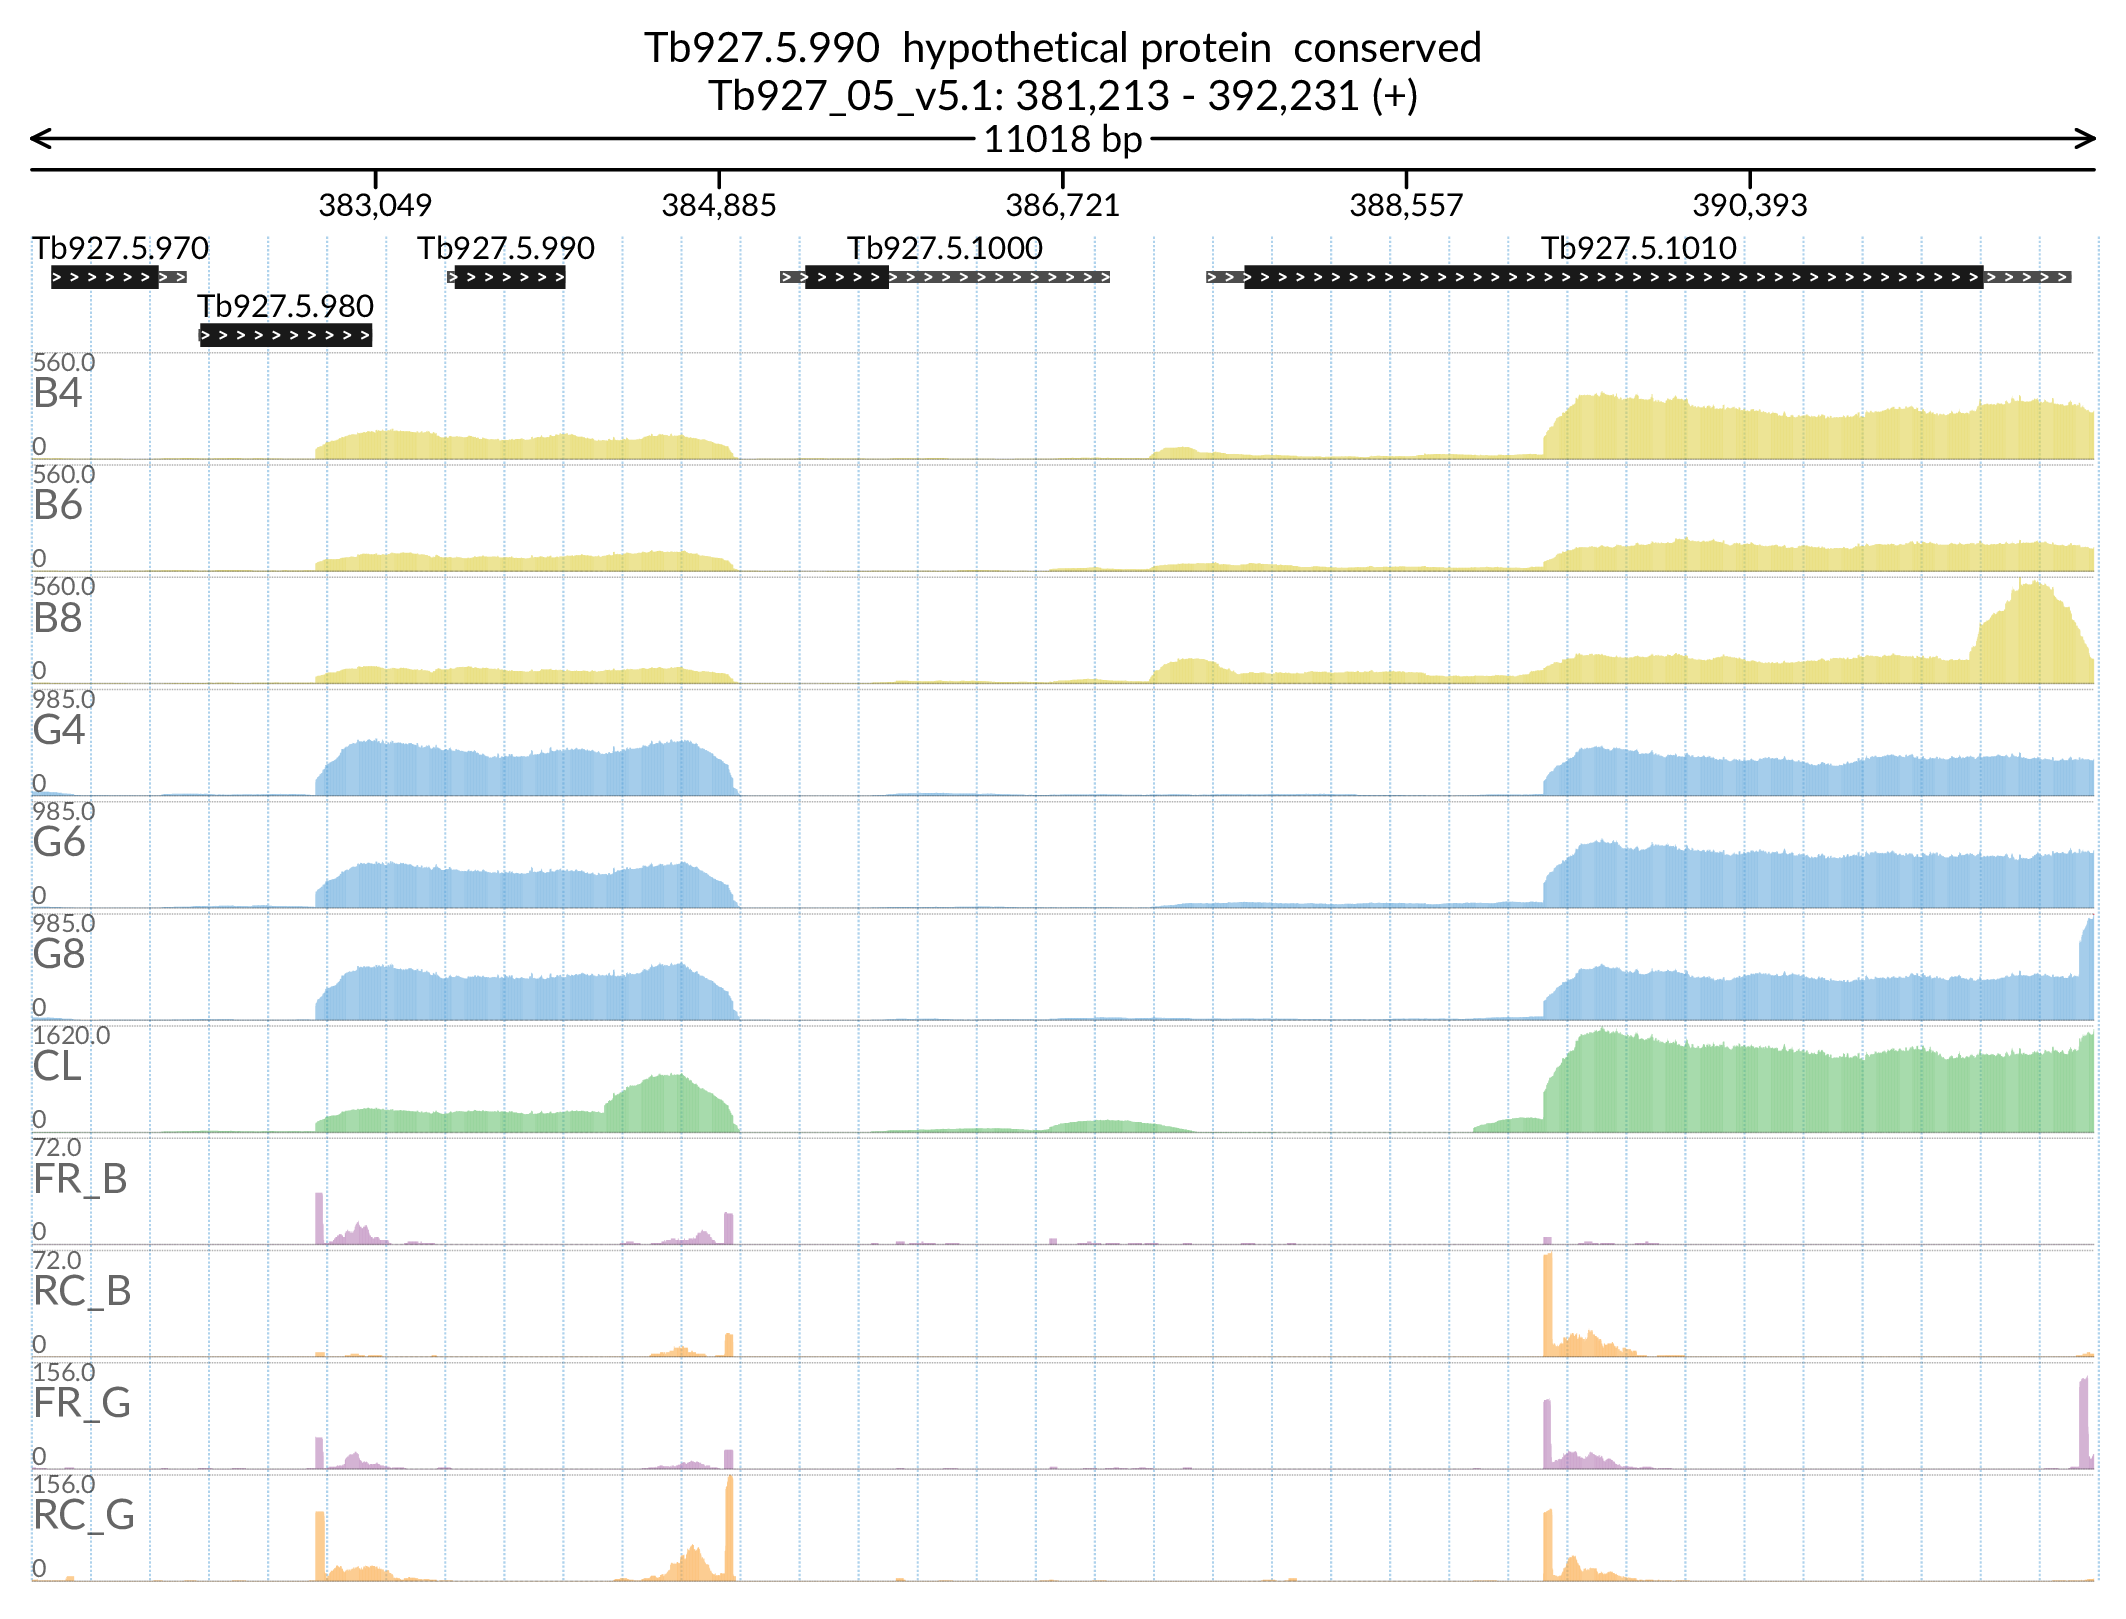 Tb927.5.990  hypothetical protein  conserved
Tb927_05_v5.1: 381,213 - 392,231 (+)
11018 bp
383,049 384,885 386,721 388,557 390,393
Tb927.5.970 Tb927.5.990 Tb927.5.1000 Tb927.5.1010
Tb927.5.980
560.0
B4
0
560.0
B6
0
560.0
B8
0
985.0
G4
0
985.0
G6
0
985.0
G8
0
1620.0
CL
0
72.0
FR_B
0
72.0
RC_B
0
156.0
FR_G
0
156.0
RC_G
0